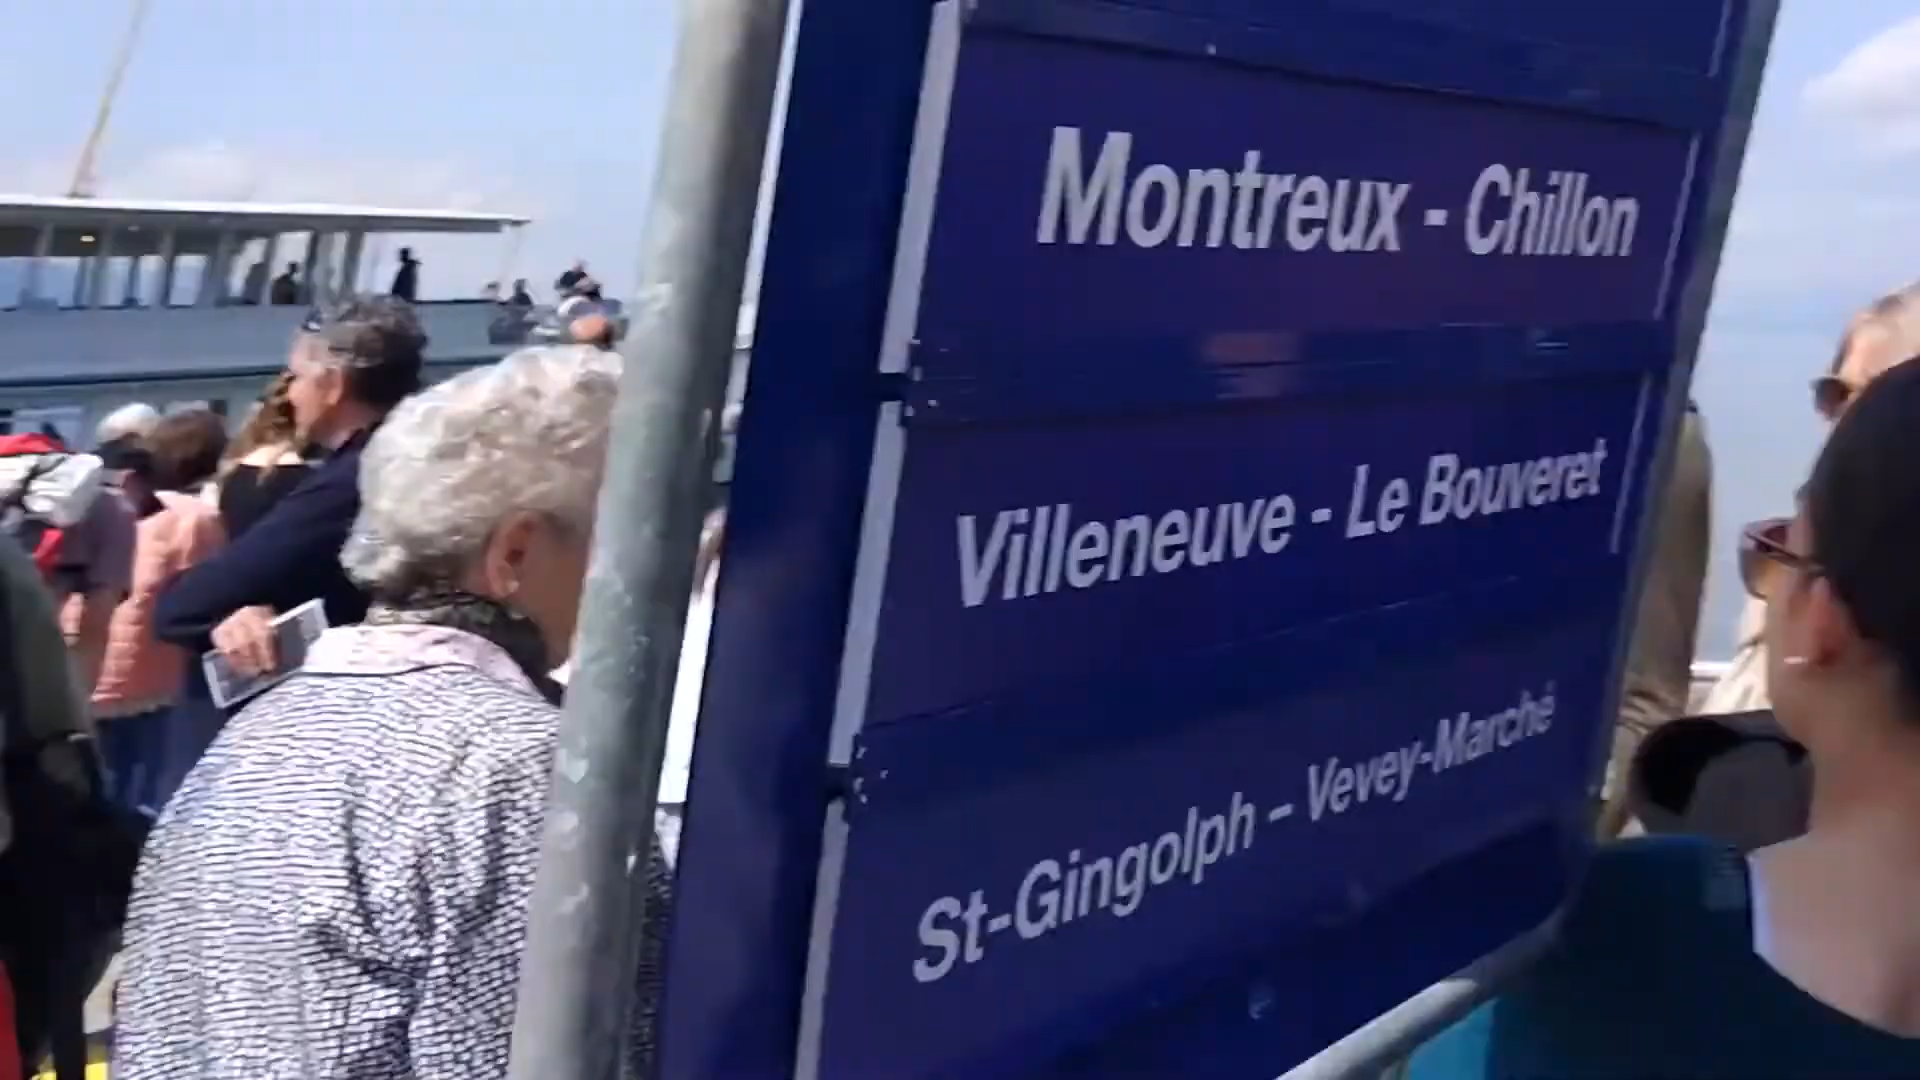 Montreux - Chillon
Villeneuve - Le Bouveret
St-Gingolph – Vevey-Marché